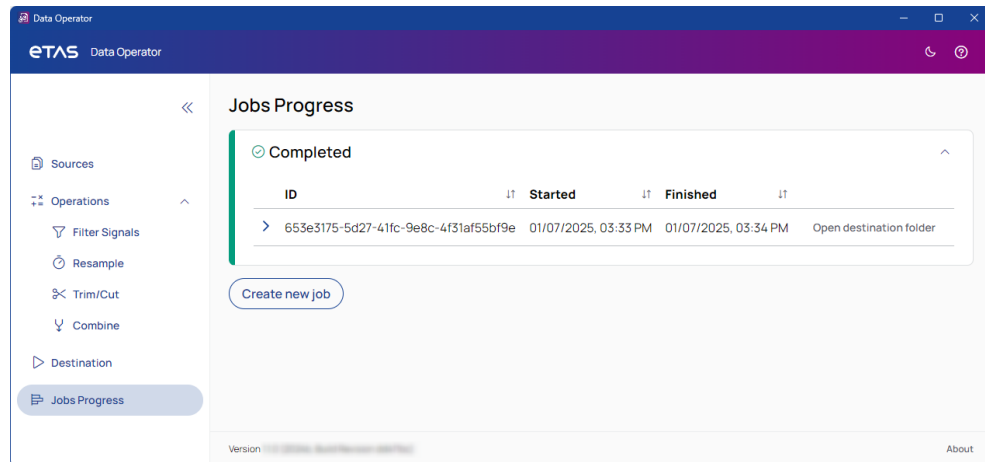 Data Operator
ETAS Data Operator
Jobs Progress
Completed
ID Started Finished
653e3175-5d27-41fc-9e8c-4f31af55bf9e 01/07/2025, 03:33 PM 01/07/2025, 03:34 PM Open destination folder
Create new job
Sources
Operations
Filter Signals
Resample
Trim/Cut
Combine
Destination
Jobs Progress
Version
About